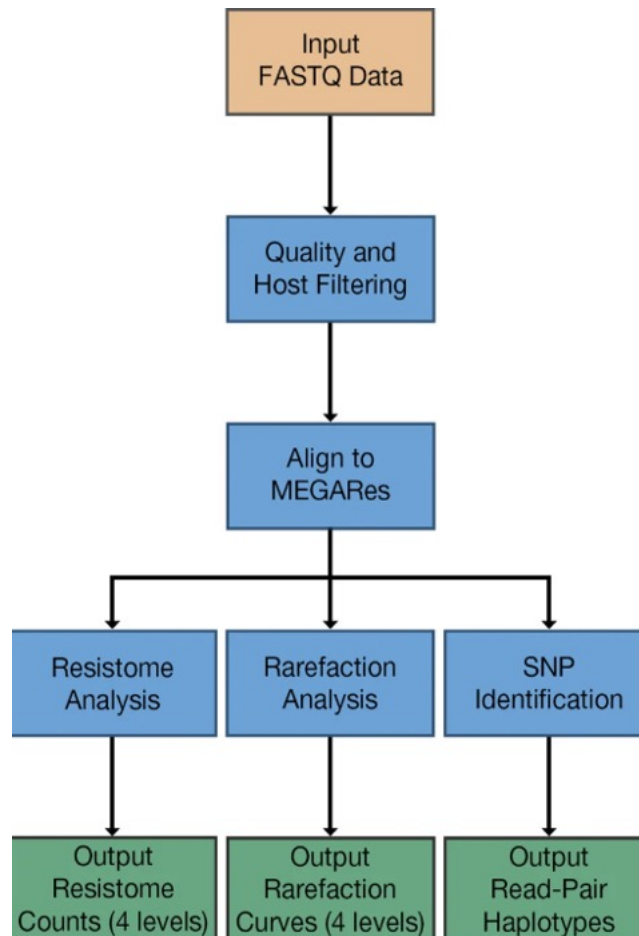 Input
FASTQ Data
Quality and
Host Filtering
Align to
MEGARes
Resistome
Analysis
Rarefaction
Analysis
SNP
Identification
Output
Resistome
Counts (4 levels)
Output
Rarefaction
Curves (4 levels)
Output
Read-Pair
Haplotypes